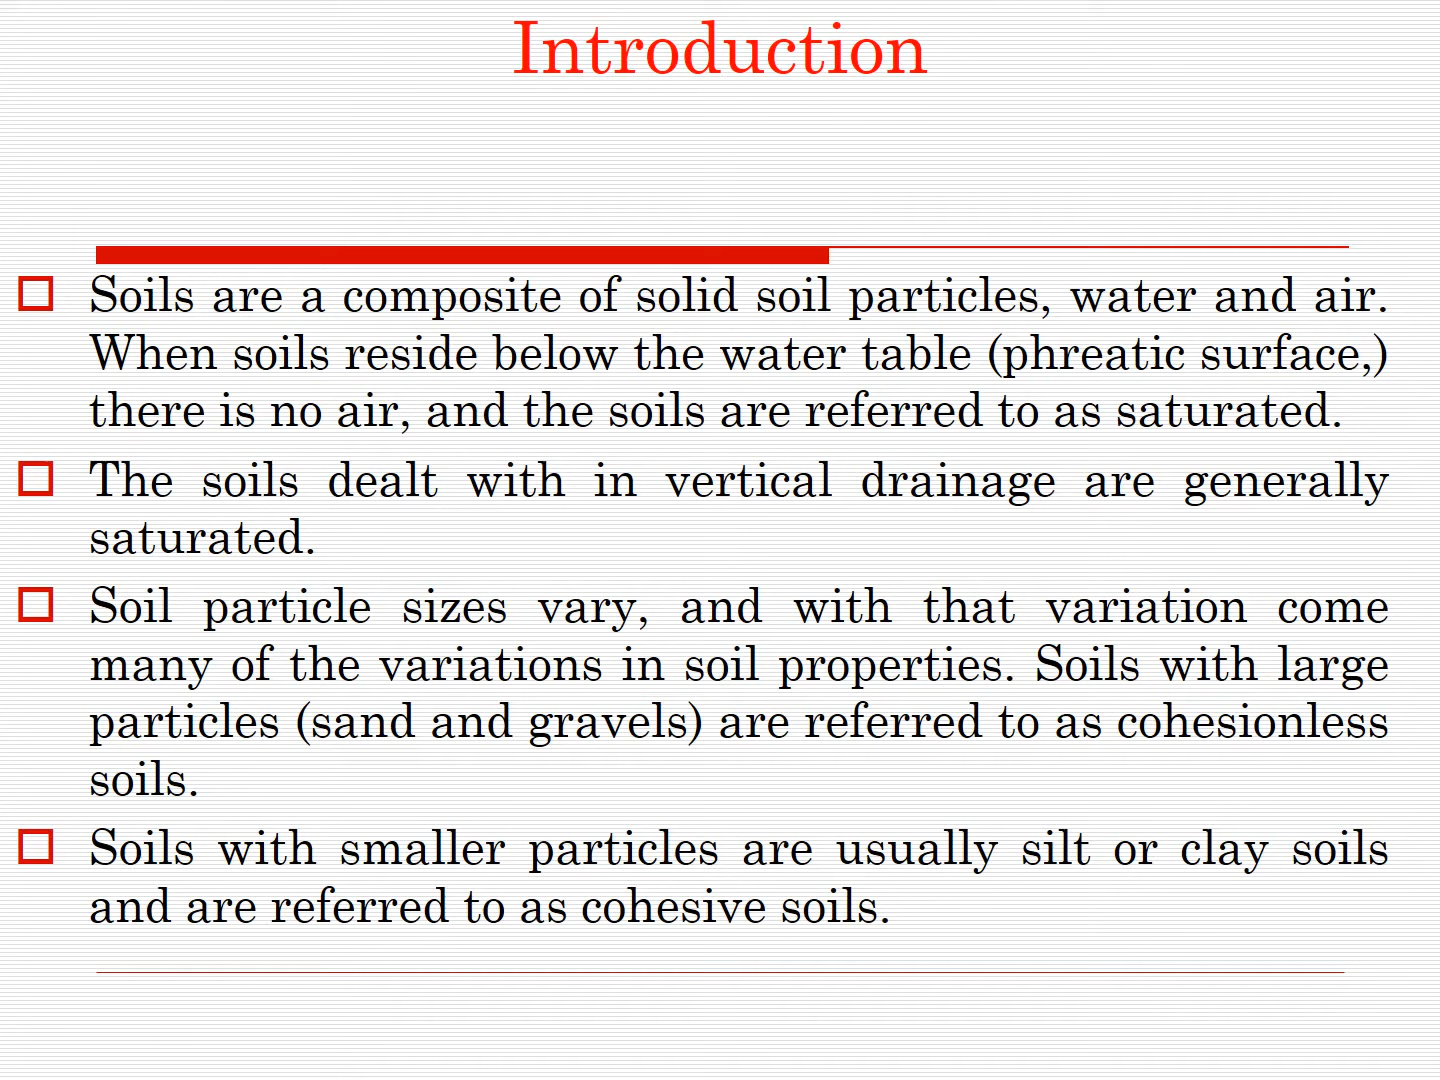 Introduction
Soils are a composite of solid soil particles, water and air.
When soils reside below the water table (phreatic surface,)
there is no air, and the soils are referred to as saturated.
The soils dealt with in vertical drainage are generally
saturated.
Soil particle sizes vary, and with that variation come
many of the variations in soil properties. Soils with large
particles (sand and gravels) are referred to as cohesionless
soils.
Soils with smaller particles are usually silt or clay soils
and are referred to as cohesive soils.